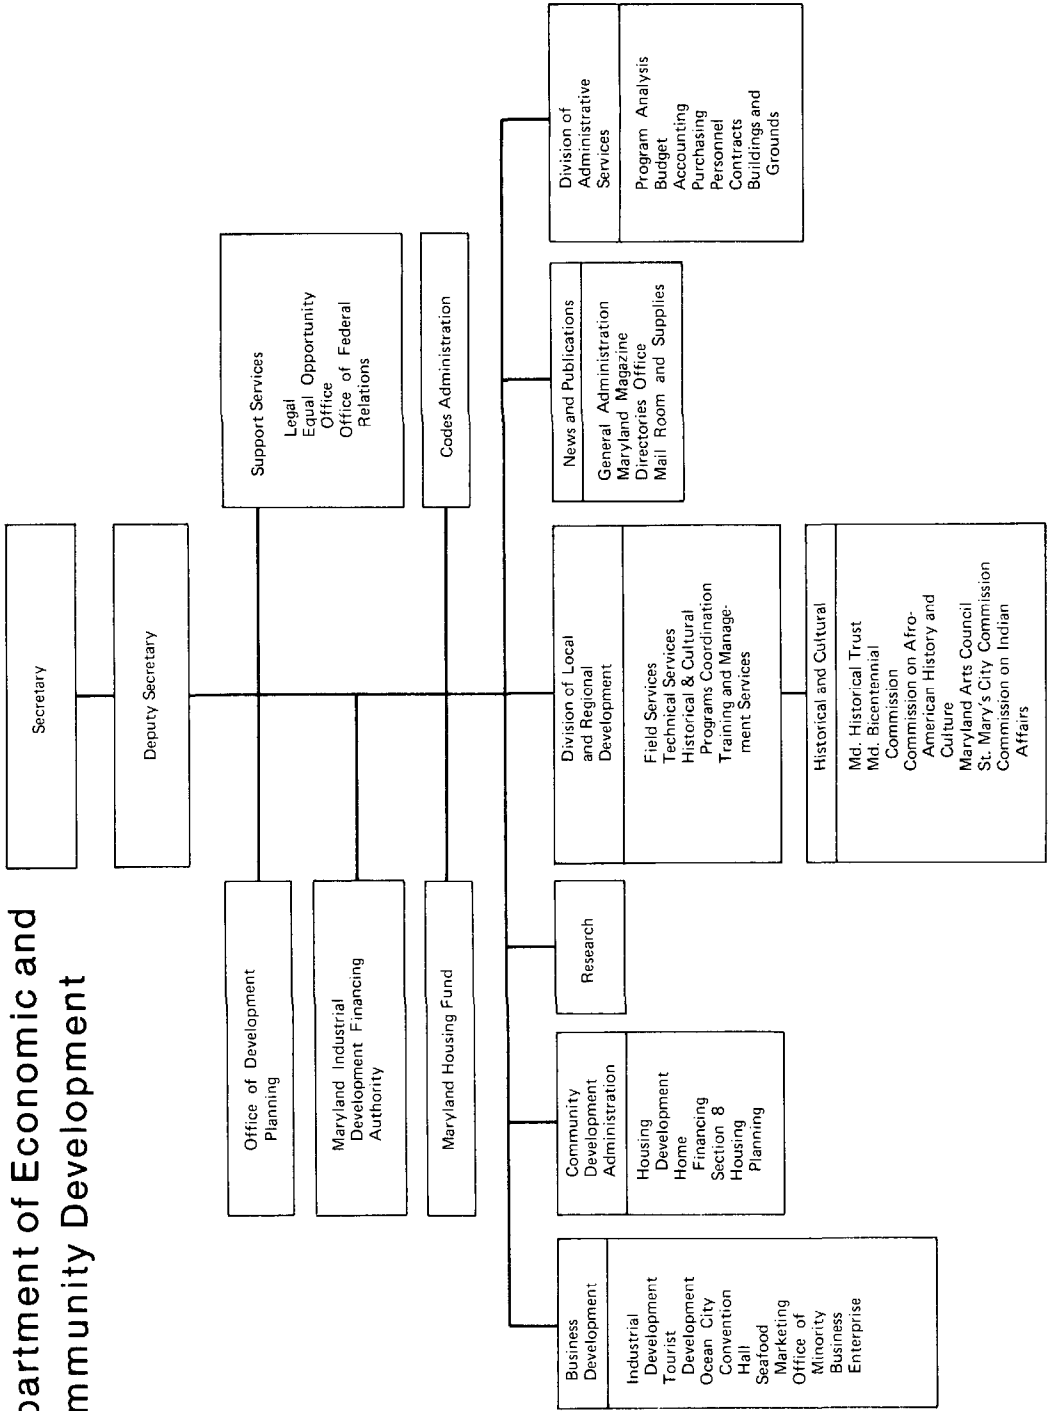 partment of Economic and
mmunity Development
Secretary
Deputy Secretary
Office of Development
Planning
Support Services
Legal
Equal Opportunity
Office
Office of Federal
Relations
Maryland Industrial
Development Financing
Authority
Maryland Housing Fund
Codes Administration
Business
Development
Industrial
Development
Tourist
Development
Ocean City
Convention
Hall
Seafood
Marketing
Office of
Minority
Business
Enterprise
Community
Development
Administration
Housing
Development
Home
Financing
Section 8
Housing
Planning
Research
Division of Local
and Regional
Development
Field Services
Technical Services
Historical & Cultural
Programs Coordination
Training and Manage-
ment Services
Historical and Cultural
Md. Historical Trust
Md. Bicentennial
Commission
Commission on Afro-
American History and
Culture
Maryland Arts Council
St. Mary's City Commission
Commission on Indian
Affairs
News and Publications
General Administration
Maryland Magazine
Directories Office
Mail Room and Supplies
Division of
Administrative
Services
Program Analysis
Budget
Accounting
Purchasing
Personnel
Contracts
Buildings and
Grounds